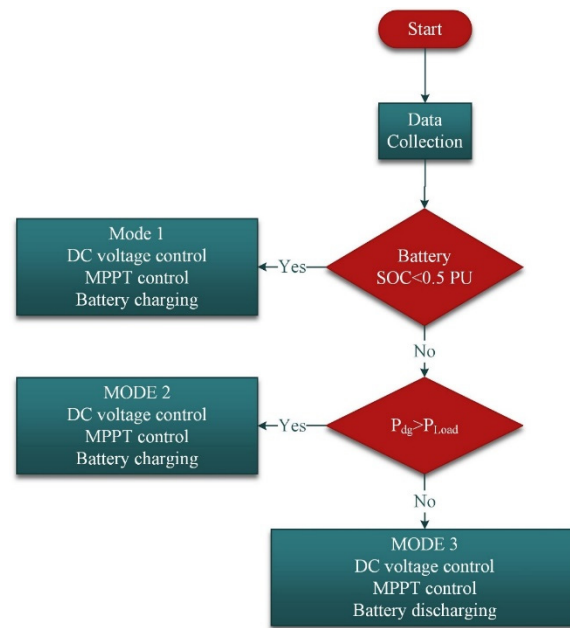 Start
Data
Collection
Battery
SOC<0.5 PU
Yes
Mode 1
DC voltage control
MPPT control
Battery charging
No
P_dg>P_Load
Yes
MODE 2
DC voltage control
MPPT control
Battery charging
No
MODE 3
DC voltage control
MPPT control
Battery discharging